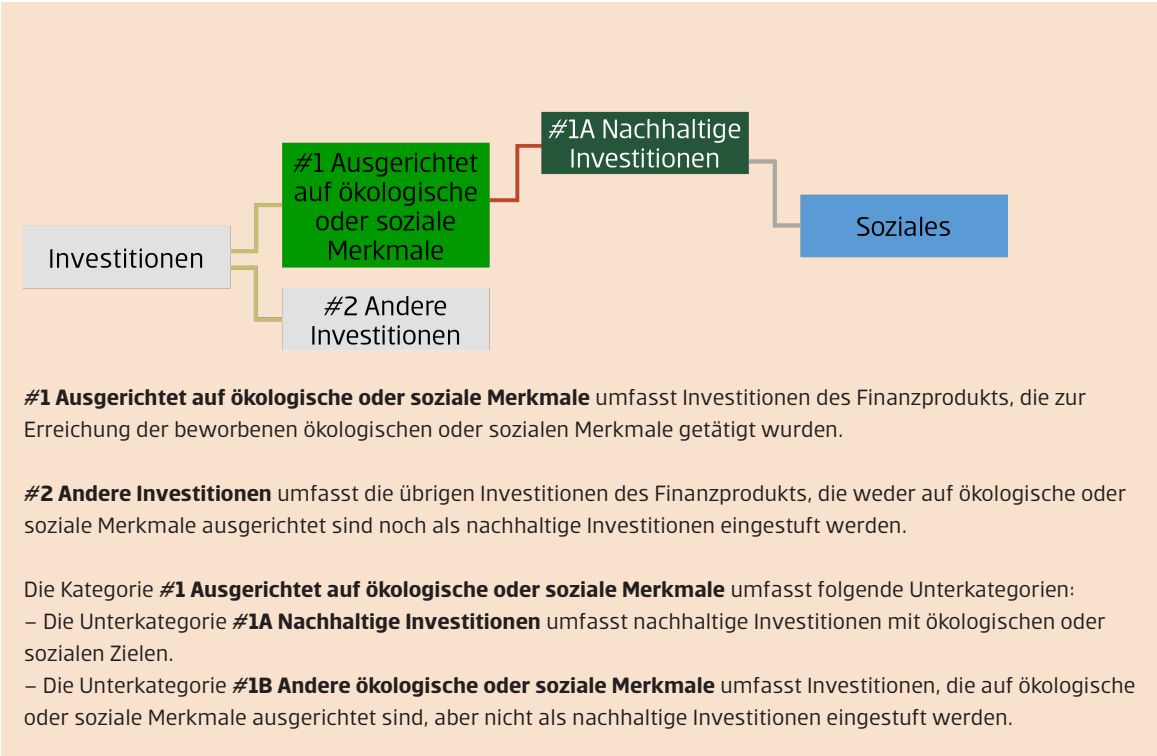 #1A Nachhaltige
Investitionen
#1 Ausgerichtet
auf ökologische
oder soziale
Merkmale
Soziales
Investitionen
#2 Andere
Investitionen
#1 Ausgerichtet auf ökologische oder soziale Merkmale umfasst Investitionen des Finanzprodukts, die zur
Erreichung der beworbenen ökologischen oder sozialen Merkmale getätigt wurden.
#2 Andere Investitionen umfasst die übrigen Investitionen des Finanzprodukts, die weder auf ökologische oder
soziale Merkmale ausgerichtet sind noch als nachhaltige Investitionen eingestuft werden.
Die Kategorie #1 Ausgerichtet auf ökologische oder soziale Merkmale umfasst folgende Unterkategorien:
– Die Unterkategorie #1A Nachhaltige Investitionen umfasst nachhaltige Investitionen mit ökologischen oder
sozialen Zielen.
– Die Unterkategorie #1B Andere ökologische oder soziale Merkmale umfasst Investitionen, die auf ökologische
oder soziale Merkmale ausgerichtet sind, aber nicht als nachhaltige Investitionen eingestuft werden.